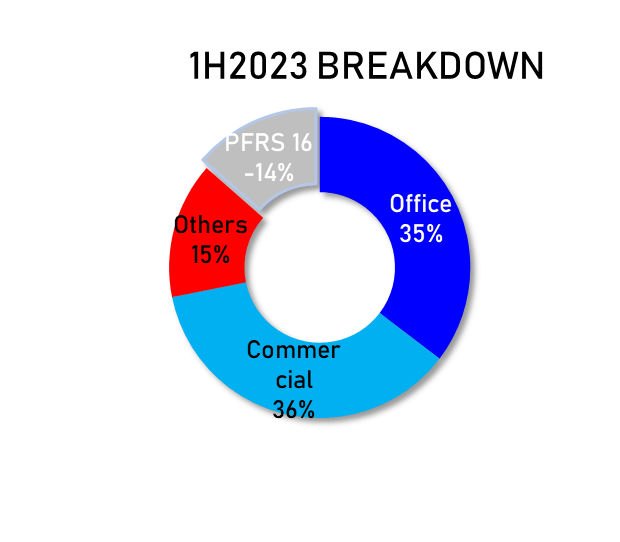 1H2023 BREAKDOWN
PFRS 16
-14%
Office
35%
Others
15%
Commer
cial
36%